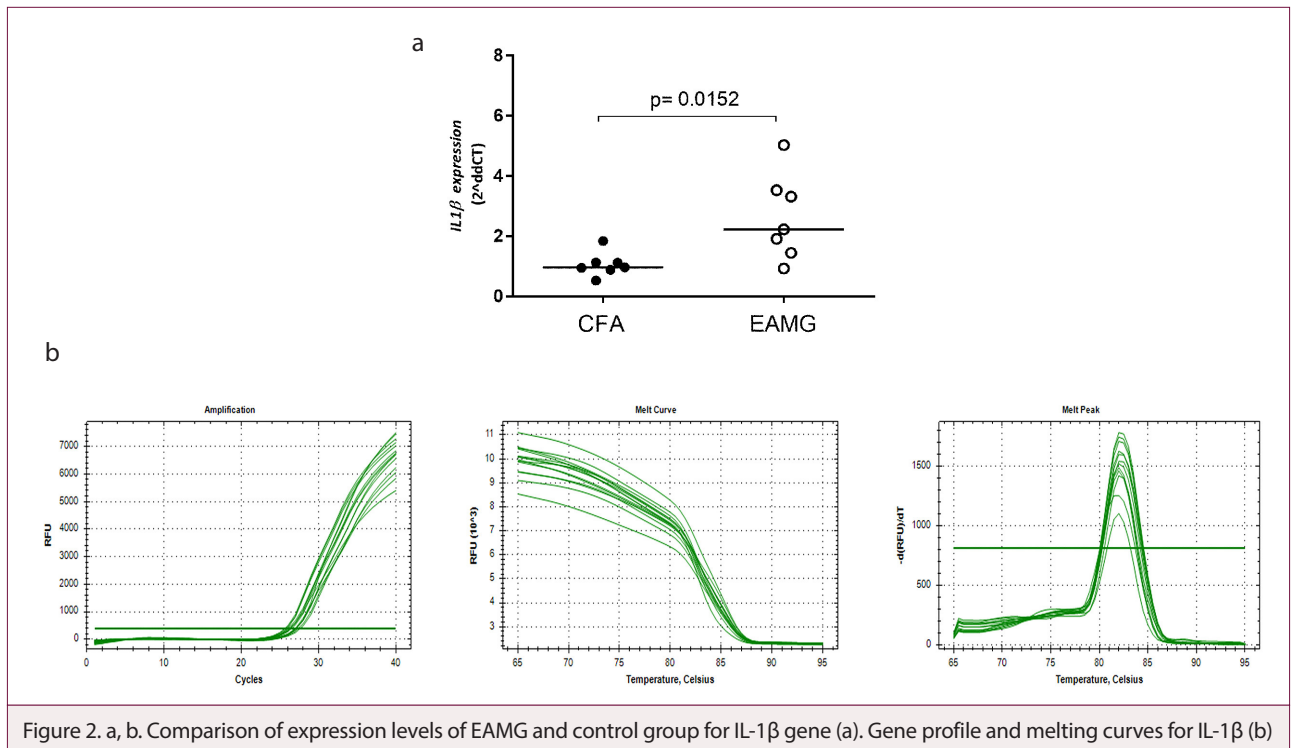 a
8
6
4
2
0
IL1β expression
(2^ddCT)
p= 0.0152
CFA
EAMG
b
Amplification
7000
6000
5000
4000
3000
2000
1000
0
RFU
0 10 20 30 40
Cycles
Melt Curve
11
10
9
8
7
6
5
4
3
RFU (10^3)
65 70 75 80 85 90 95
Temperature, Celsius
Melt Peak
1500
1000
500
0
-d(RFU)/dT
65 70 75 80 85 90 95
Temperature, Celsius
Figure 2. a, b. Comparison of expression levels of EAMG and control group for IL-1β gene (a). Gene profile and melting curves for IL-1β (b)